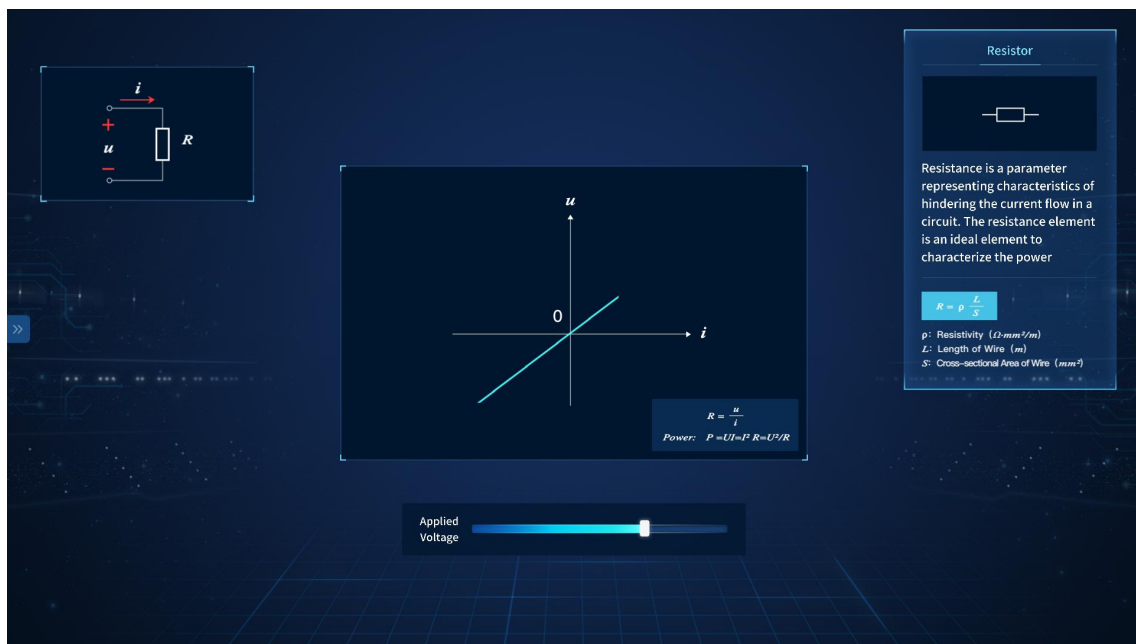 i
+
u
−
R
u
0
i
R = u/i
Power: P =UI=I² R=U²/R
Applied
Voltage
Resistor
Resistance is a parameter
representing characteristics of
hindering the current flow in a
circuit. The resistance element
is an ideal element to
characterize the power
R = ρ L/S
ρ: Resistivity (Ω·mm²/m)
L: Length of Wire (m)
S: Cross-sectional Area of Wire (mm²)